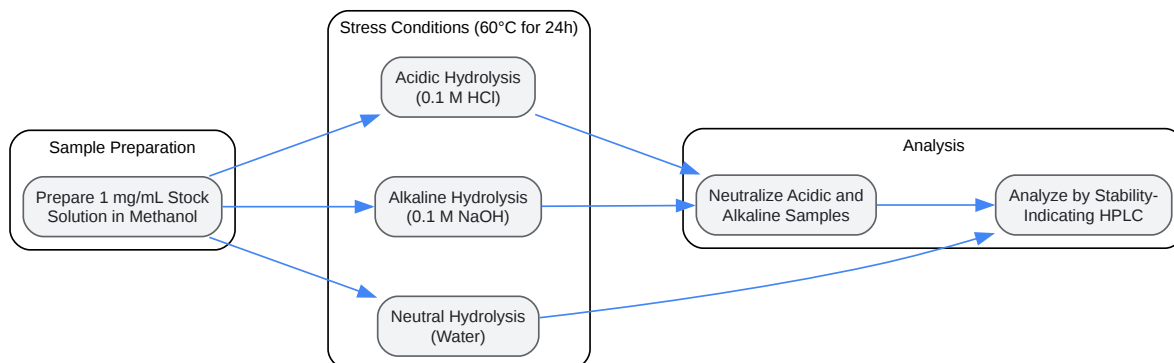 Stress Conditions (60°C for 24h)
Acidic Hydrolysis
(0.1 M HCl)
Sample Preparation
Prepare 1 mg/mL Stock
Solution in Methanol
Alkaline Hydrolysis
(0.1 M NaOH)
Neutral Hydrolysis
(Water)
Analysis
Neutralize Acidic and
Alkaline Samples
Analyze by Stability-
Indicating HPLC